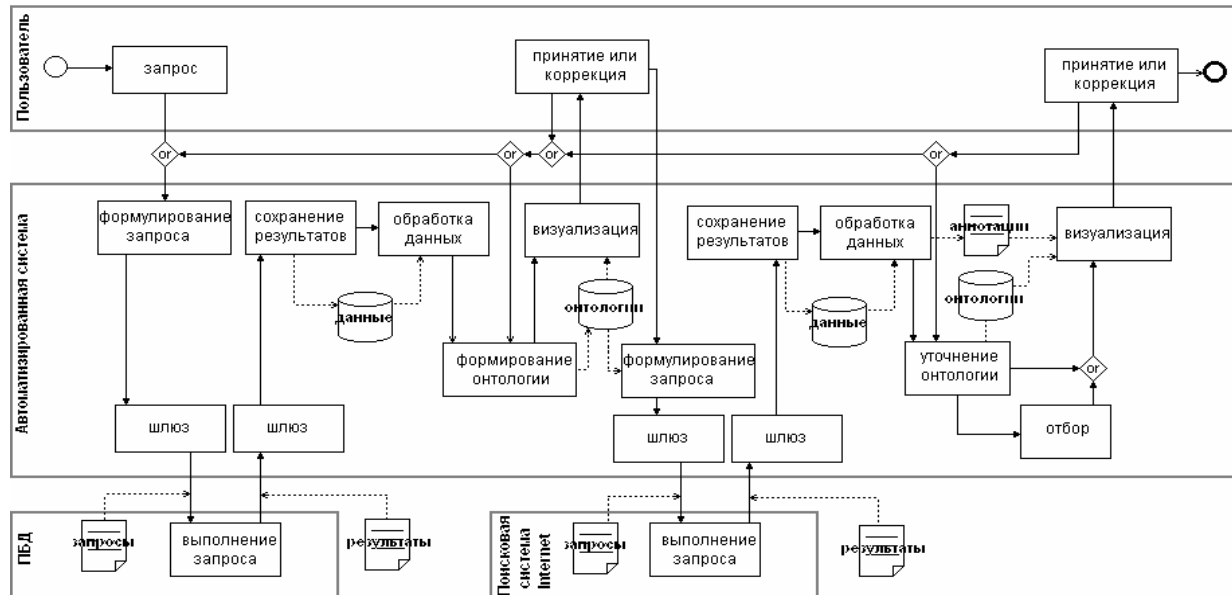 Пользователь
запрос
принятие или
коррекция
принятие или
коррекция
or
or
or
or
Автоматизированная система
формулирование
запроса
сохранение
результатов
обработка
данных
визуализация
сохранение
результатов
обработка
данных
аннотации
визуализация
данные
онтологии
данные
онтологии
формирование
онтологии
формулирование
запроса
уточнение
онтологии
or
шлюз
шлюз
шлюз
шлюз
отбор
ПБД
запросы
выполнение
запроса
результаты
Поисковая
система
Internet
запросы
выполнение
запроса
результаты